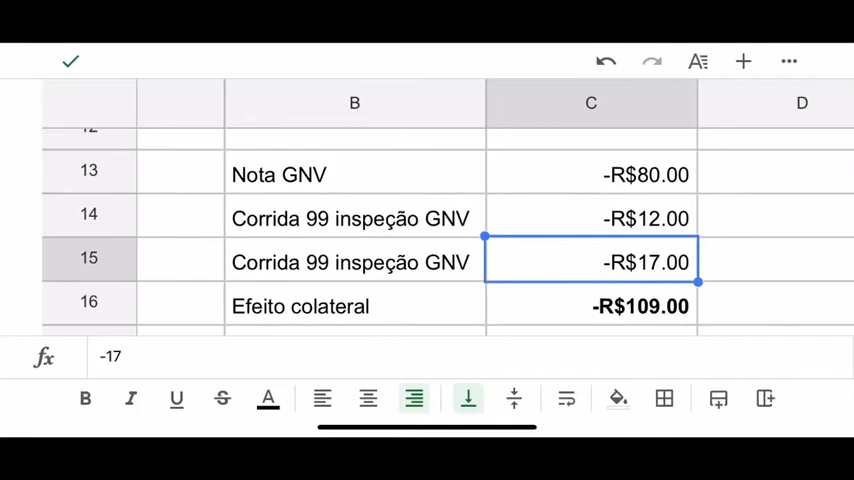 B C D
12
13 Nota GNV -R$80.00
14 Corrida 99 inspeção GNV -R$12.00
15 Corrida 99 inspeção GNV -R$17.00
16 Efeito colateral -R$109.00
fx -17
B I U S A